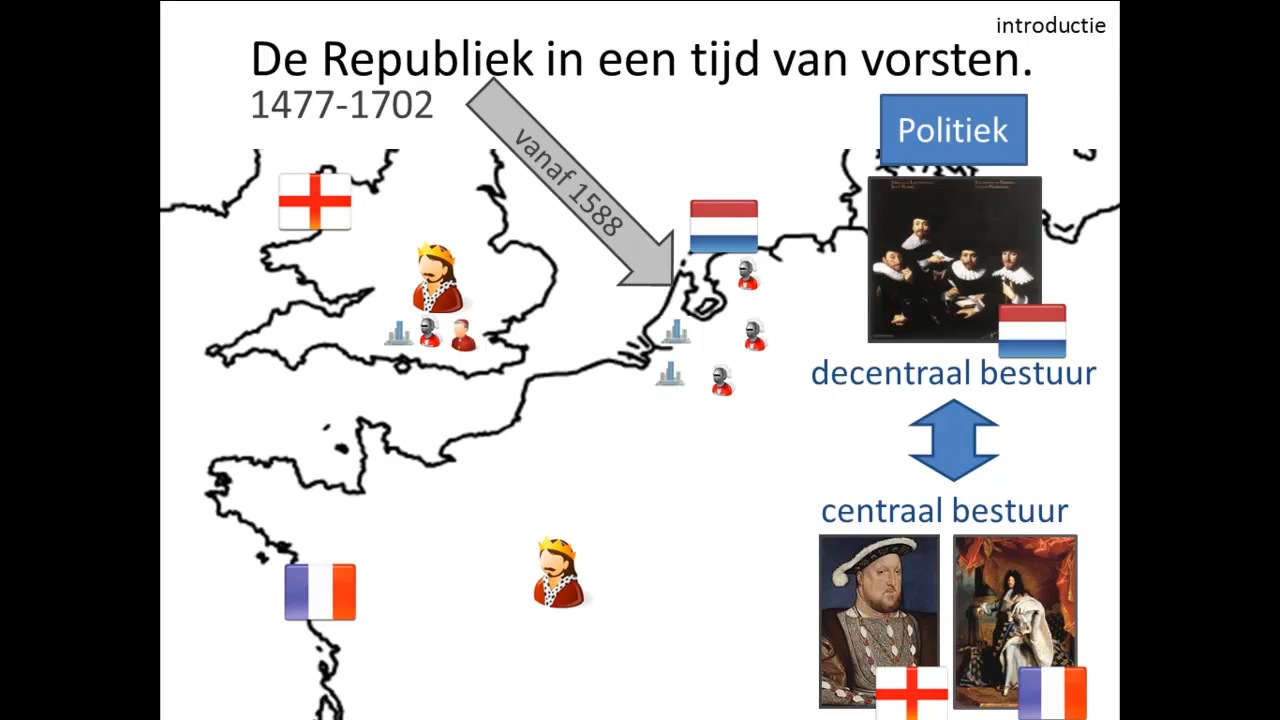 introductie
De Republiek in een tijd van vorsten.
1477-1702
vanaf 1588
Politiek
decentraal bestuur
centraal bestuur